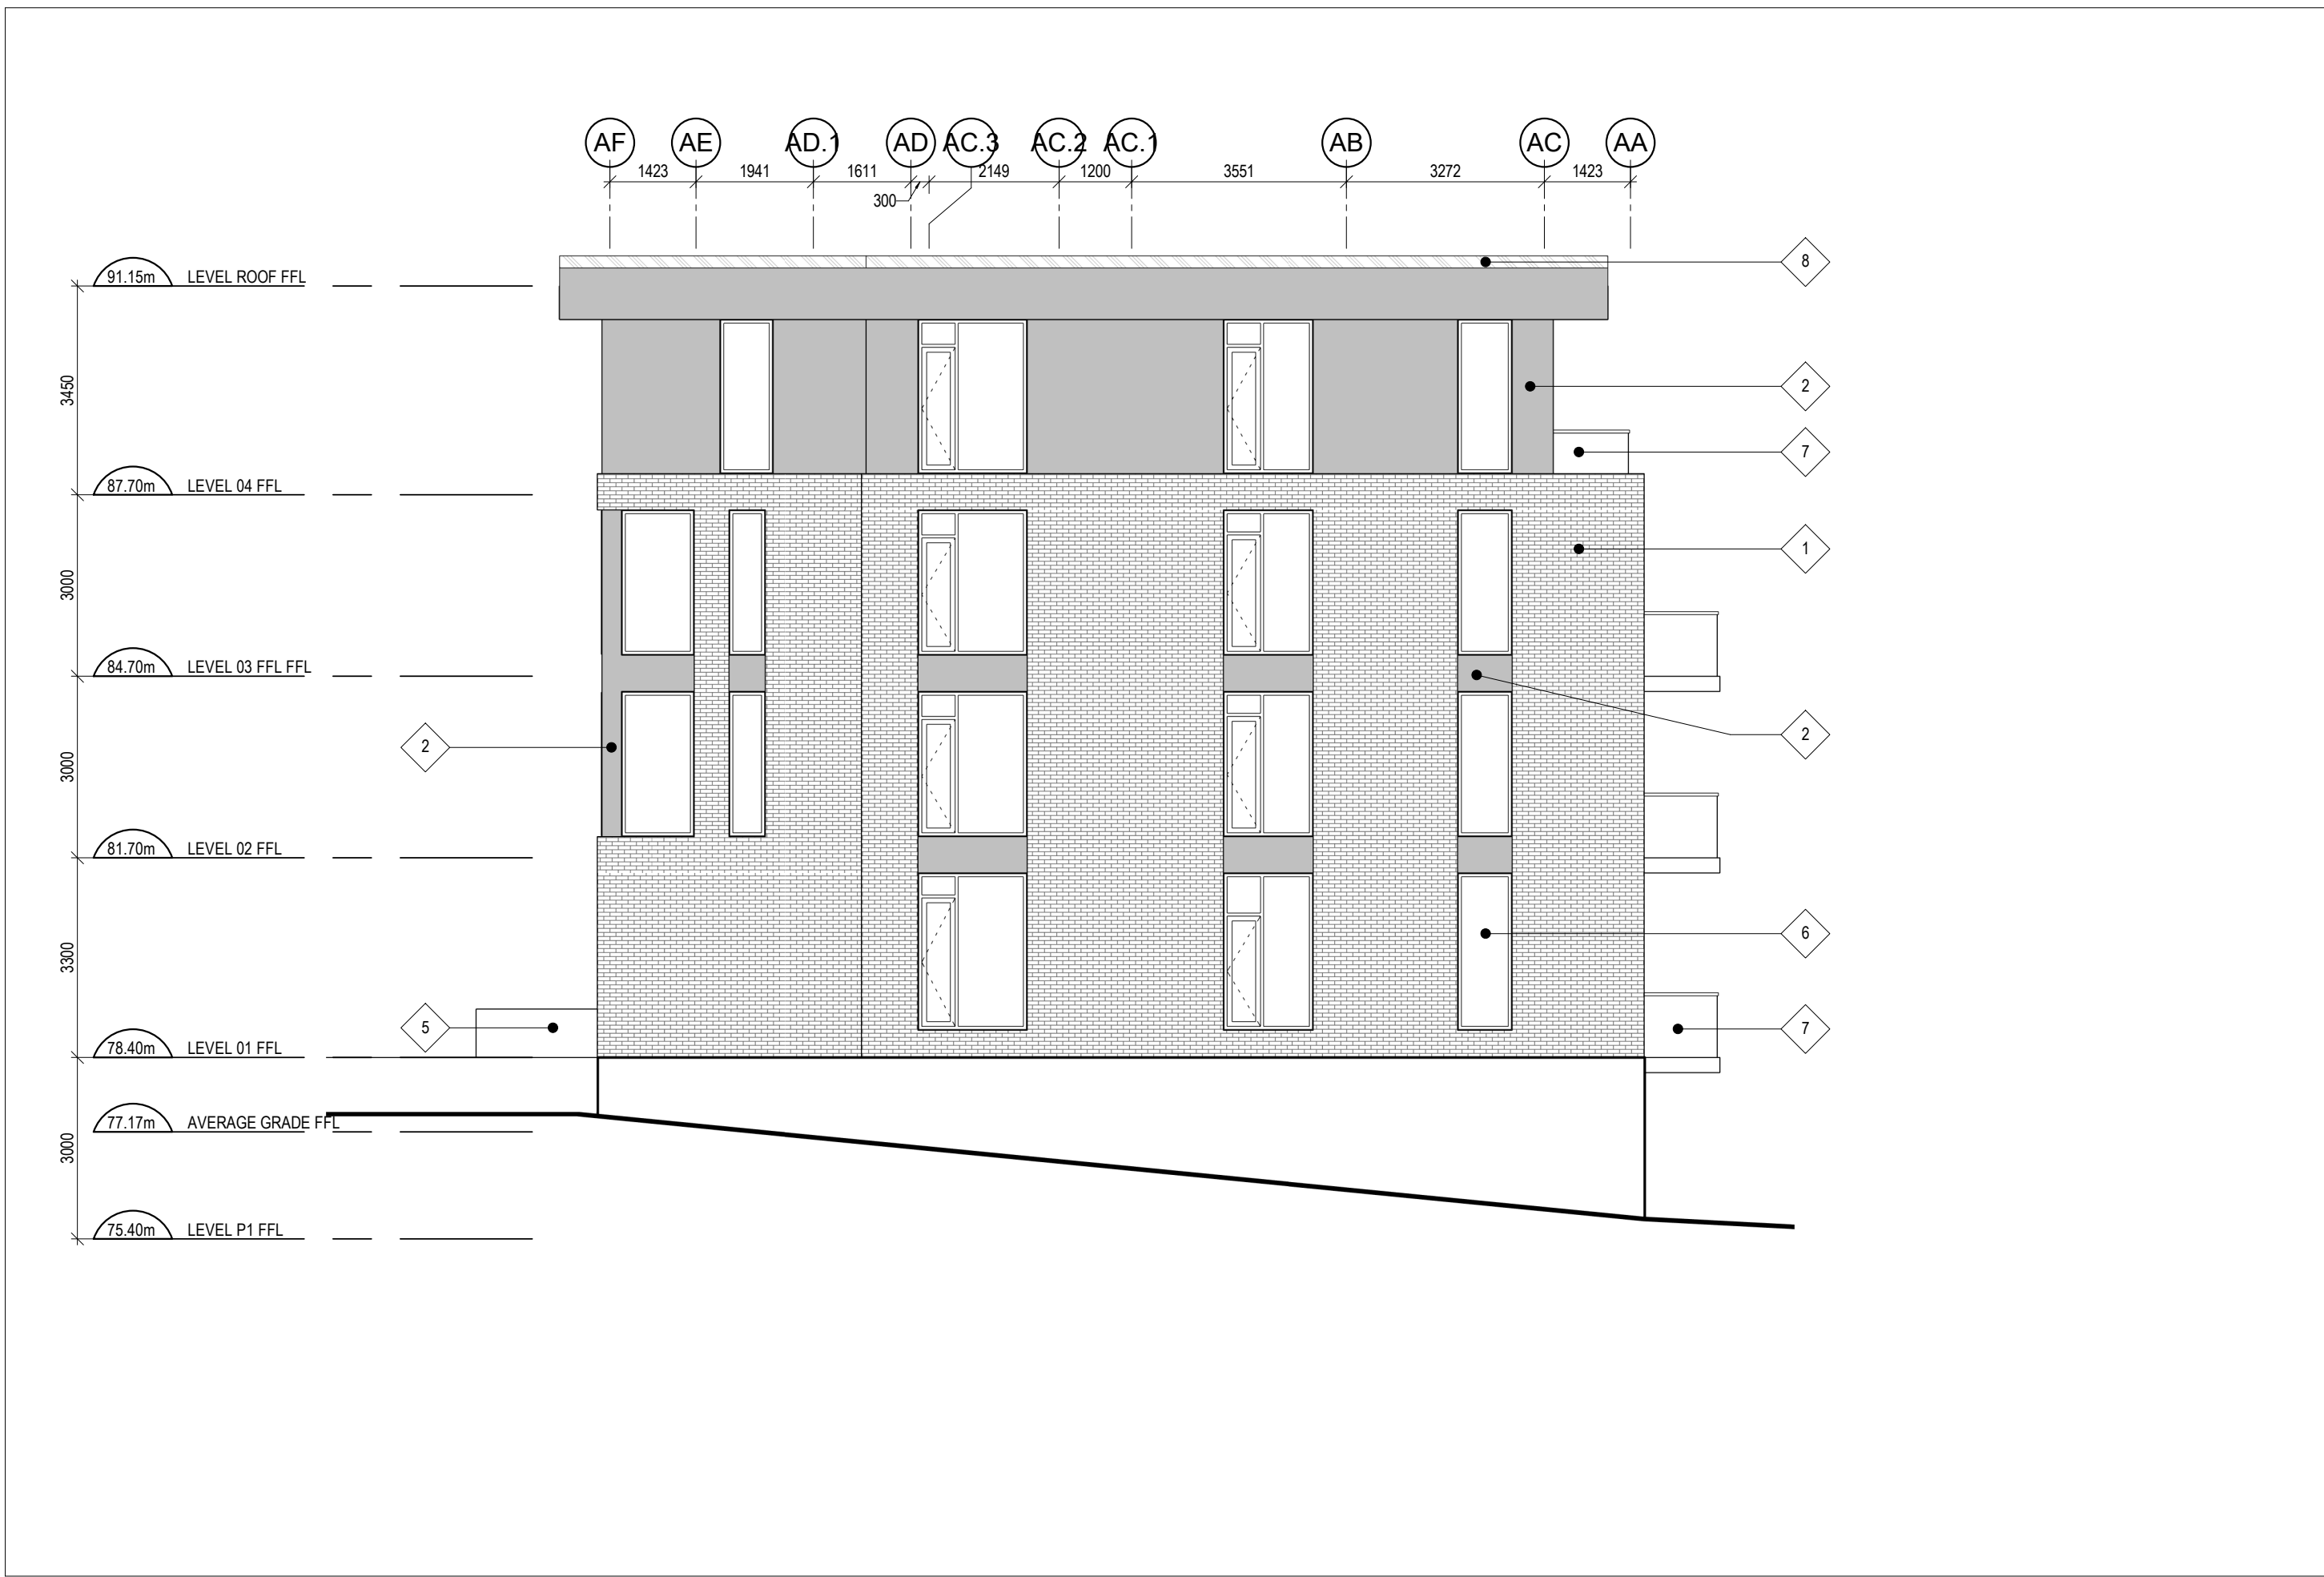 AF AE AD.1 AD AC.3 AC.2 AC.1 AB AC AA
1423 1941 1611 2149 1200 3551 3272 1423
300
8
91.15m LEVEL ROOF FFL
3450
2
7
87.70m LEVEL 04 FFL
1
3000
84.70m LEVEL 03 FFL FFL
2
2
3000
81.70m LEVEL 02 FFL
6
3300
5
7
78.40m LEVEL 01 FFL
77.17m AVERAGE GRADE FFL
3000
75.40m LEVEL P1 FFL